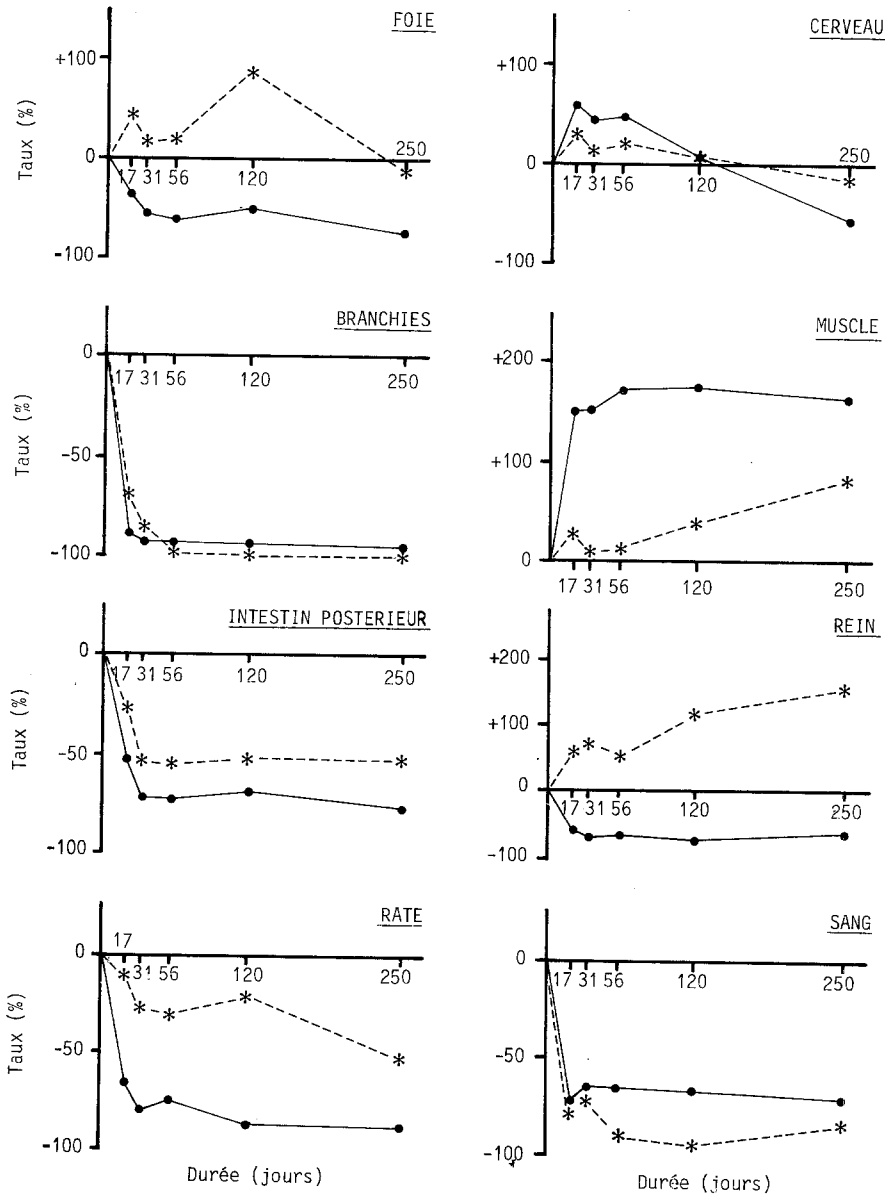 FOIE
+100
0
-100
17 31 56 120 250
Taux (%)
CERVEAU
+100
0
-100
17 31 56 120 250
BRANCHIES
0
-50
-100
17 31 56 120 250
Taux (%)
MUSCLE
+200
+100
0
17 31 56 120 250
INTESTIN POSTERIEUR
0
-50
-100
17 31 56 120 250
Taux (%)
REIN
+200
+100
0
-100
17 31 56 120 250
RATE
0
-50
-100
17 31 56 120 250
Taux (%)
Durée (jours)
SANG
0
-50
-100
17 31 56 120 250
Durée (jours)